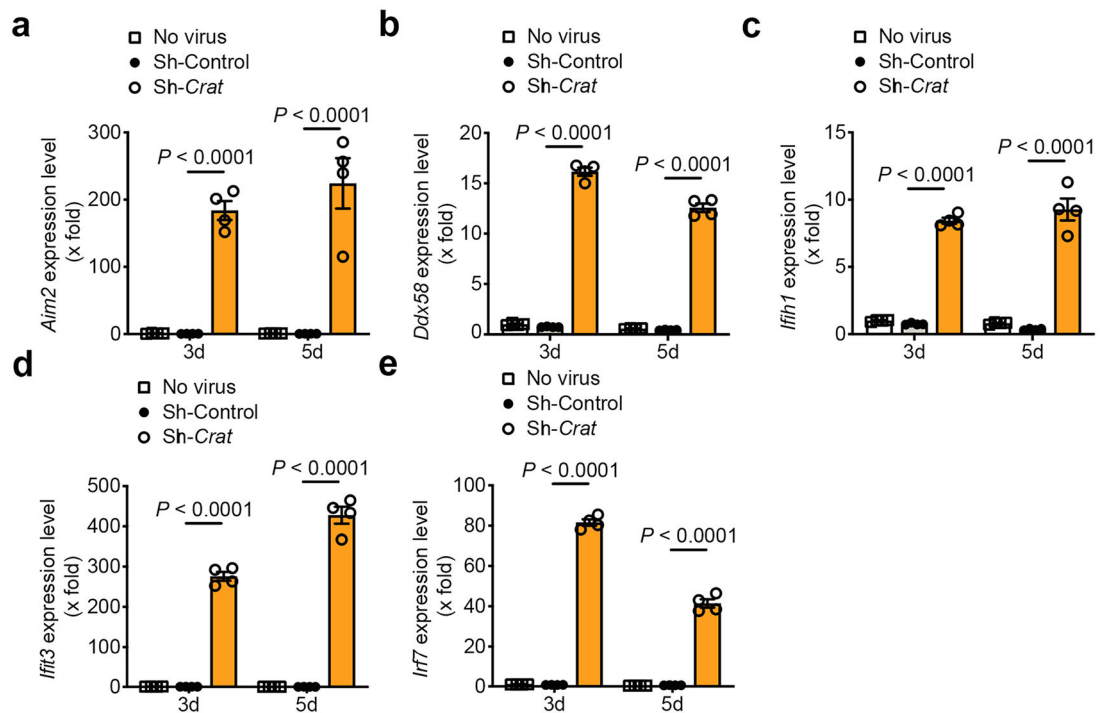 a
No virus
Sh-Control
Sh-Crat
P < 0.0001
P < 0.0001
Aim2 expression level
(x fold)
300
200
100
0
3d
5d
b
No virus
Sh-Control
Sh-Crat
P < 0.0001
P < 0.0001
Ddx58 expression level
(x fold)
20
15
10
5
0
3d
5d
c
No virus
Sh-Control
Sh-Crat
P < 0.0001
P < 0.0001
Ifih1 expression level
(x fold)
15
10
5
0
3d
5d
d
No virus
Sh-Control
Sh-Crat
P < 0.0001
P < 0.0001
Ifit3 expression level
(x fold)
500
400
300
200
100
0
3d
5d
e
No virus
Sh-Control
Sh-Crat
P < 0.0001
P < 0.0001
Irf7 expression level
(x fold)
100
80
60
40
20
0
3d
5d